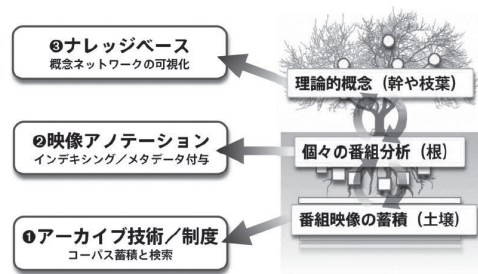 ❸ナレッジベース
概念ネットワークの可視化
理論的概念（幹や枝葉）
❷映像アノテーション
インデキシング／メタデータ付与
個々の番組分析（根）
番組映像の蓄積（土壌）
❶アーカイブ技術／制度
コーパス蓄積と検索